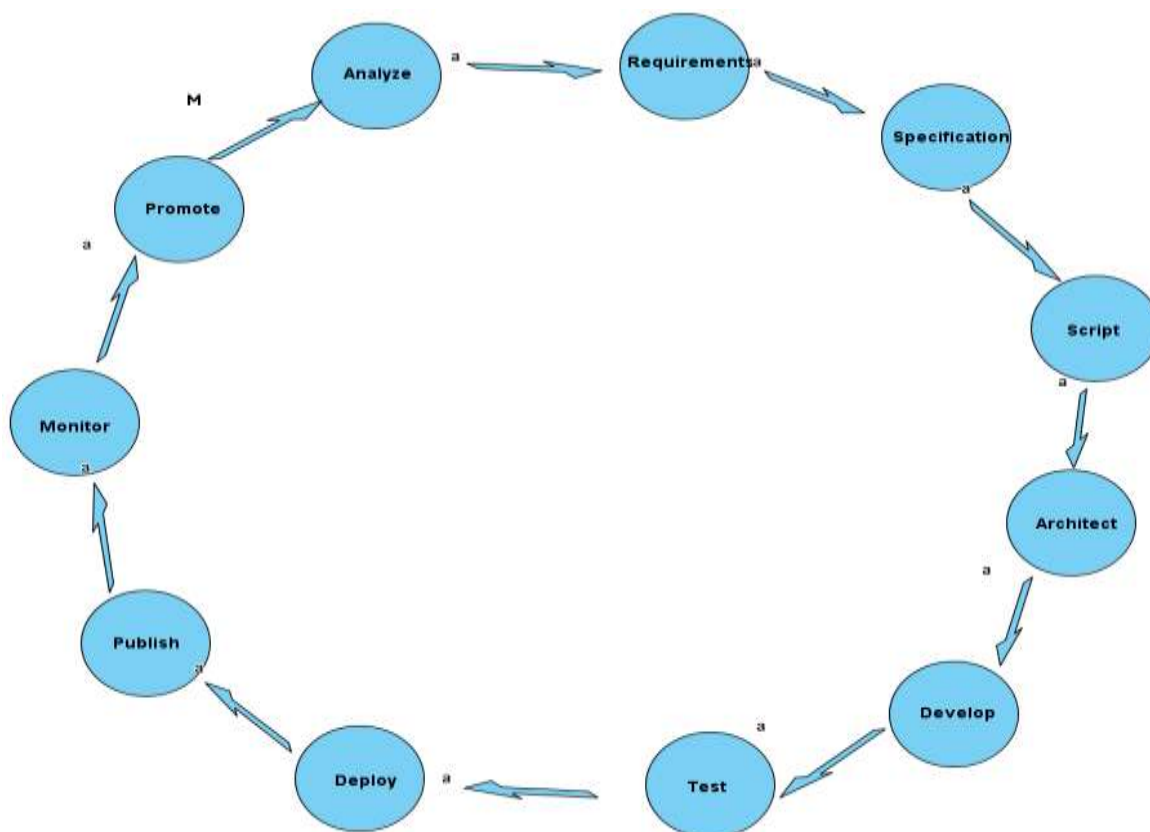 Analyze
a
Requirements
a
M
Specification
a
Promote
a
Script
a
Monitor
a
Architect
a
Publish
a
Develop
a
Test
a
Deploy